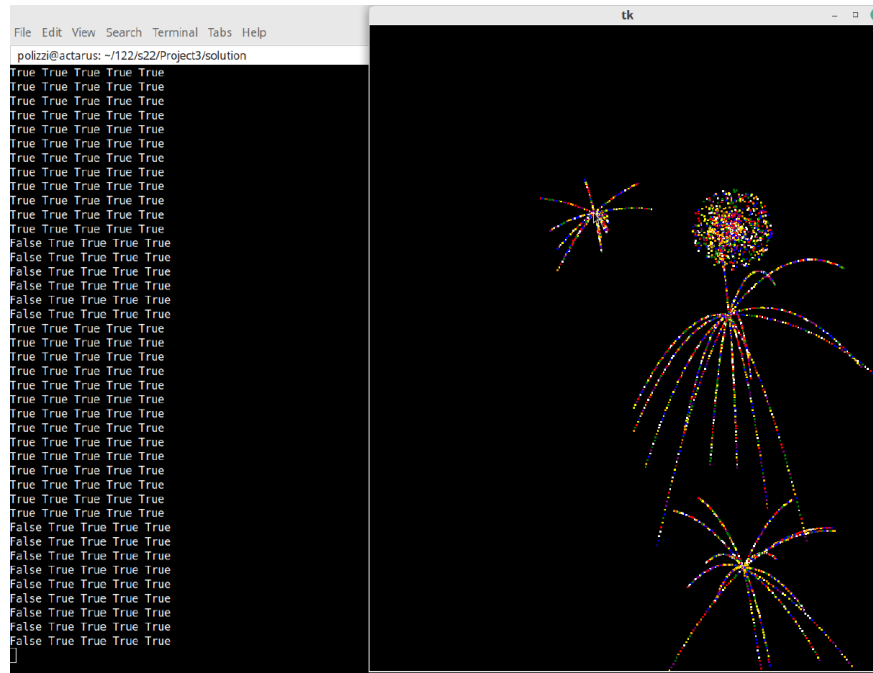 tk
File Edit View Search Terminal Tabs Help
polizzi@actarus: ~/122/s22/Project3/solution
True True True True True
True True True True True
True True True True True
True True True True True
True True True True True
True True True True True
True True True True True
True True True True True
True True True True True
True True True True True
True True True True True
True True True True True
False True True True True
False True True True True
False True True True True
False True True True True
False True True True True
False True True True True
True True True True True
True True True True True
True True True True True
True True True True True
True True True True True
True True True True True
True True True True True
True True True True True
True True True True True
True True True True True
True True True True True
True True True True True
True True True True True
True True True True True
False True True True True
False True True True True
False True True True True
False True True True True
False True True True True
False True True True True
False True True True True
False True True True True
False True True True True